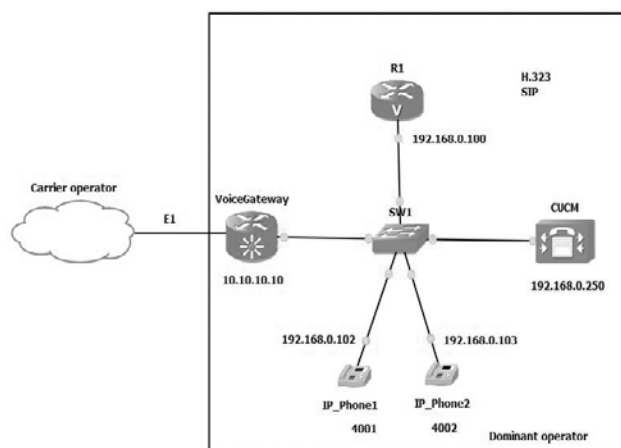 R1
H.323
SIP
V
192.168.0.100
Carrier operator
E1
VoiceGateway
SW1
CUCM
10.10.10.10
192.168.0.250
192.168.0.102
192.168.0.103
IP_Phone1
IP_Phone2
4001
4002
Dominant operator